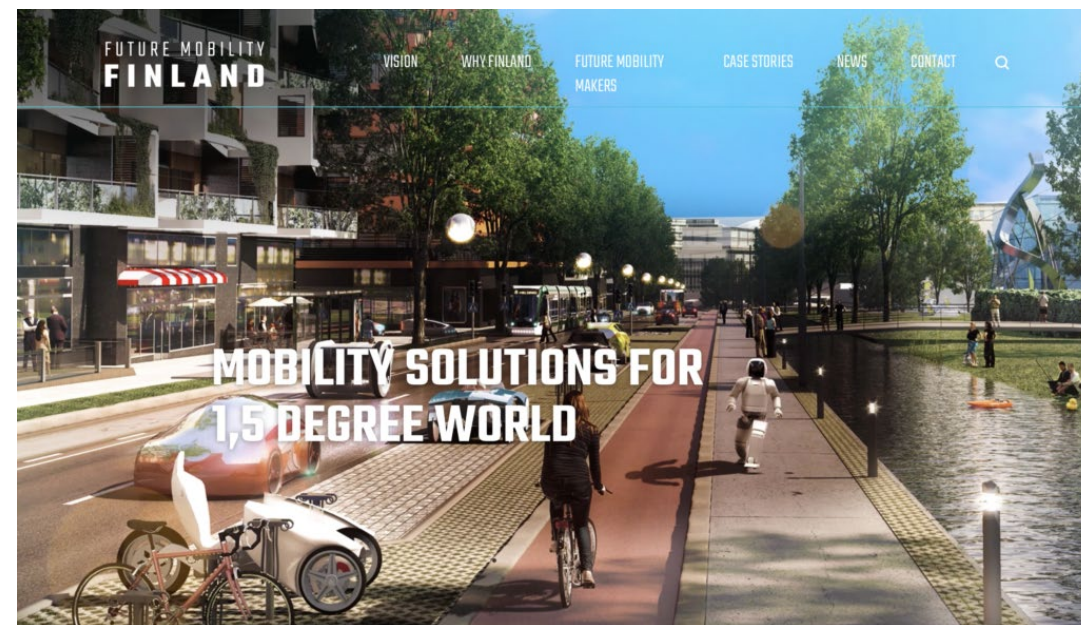 FUTURE MOBILITY
FINLAND
VISION
WHY FINLAND
FUTURE MOBILITY
MAKERS
CASE STORIES
NEWS
CONTACT
MOBILITY SOLUTIONS FOR
1,5 DEGREE WORLD